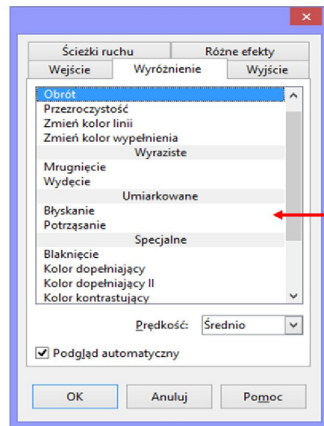 Ścieżki ruchu Różne efekty
Wejście Wyróżnienie Wyjście
Obrót
Przezroczystość
Zmień kolor linii
Zmień kolor wypełnienia
Wyraziste
Mrugnięcie
Wydęcie
Umiarkowane
Błyskanie
Potrząsanie
Specjalne
Blaknięcie
Kolor dopełniający
Kolor dopełniający II
Kolor kontrastujący
Prędkość: Średnio
Podgląd automatyczny
OK Anuluj Pomoc